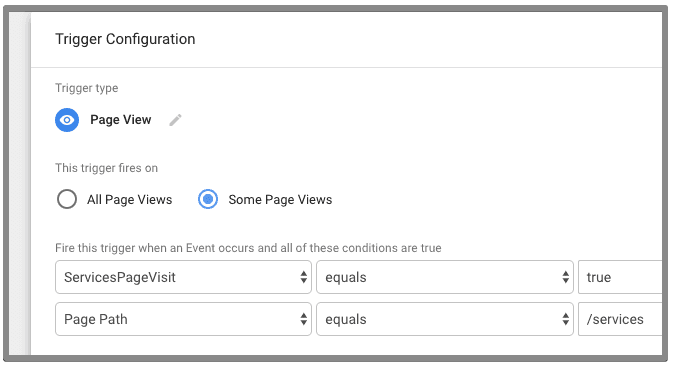 Trigger Configuration
Trigger type
Page View
This trigger fires on
All Page Views Some Page Views
Fire this trigger when an Event occurs and all of these conditions are true
ServicesPageVisit equals true
Page Path equals /services